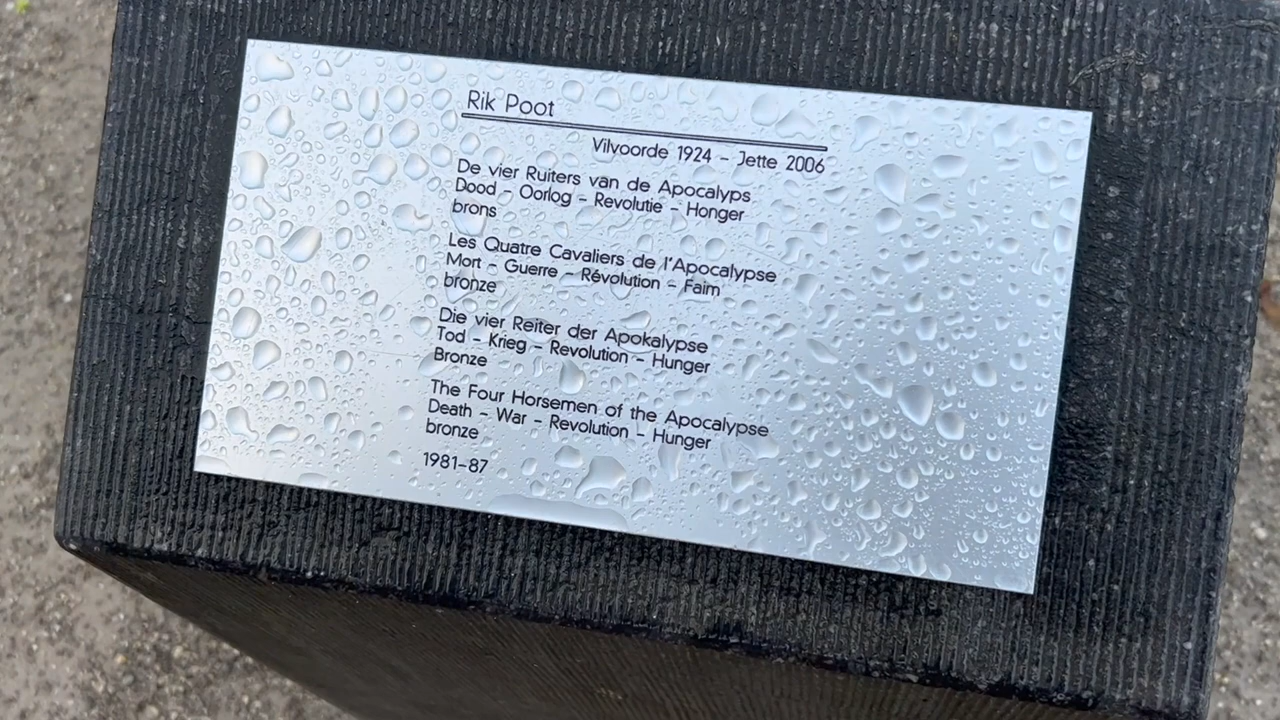 Rik Poot
Vilvoorde 1924 - Jette 2006
De vier Ruiters van de Apocalyps
Dood - Oorlog - Revolutie - Honger
brons
Les Quatre Cavaliers de l'Apocalypse
Mort - Guerre - Révolution - Faim
bronze
Die vier Reiter der Apokalypse
Tod - Krieg - Revolution - Hunger
Bronze
The Four Horsemen of the Apocalypse
Death - War - Revolution - Hunger
bronze
1981-87